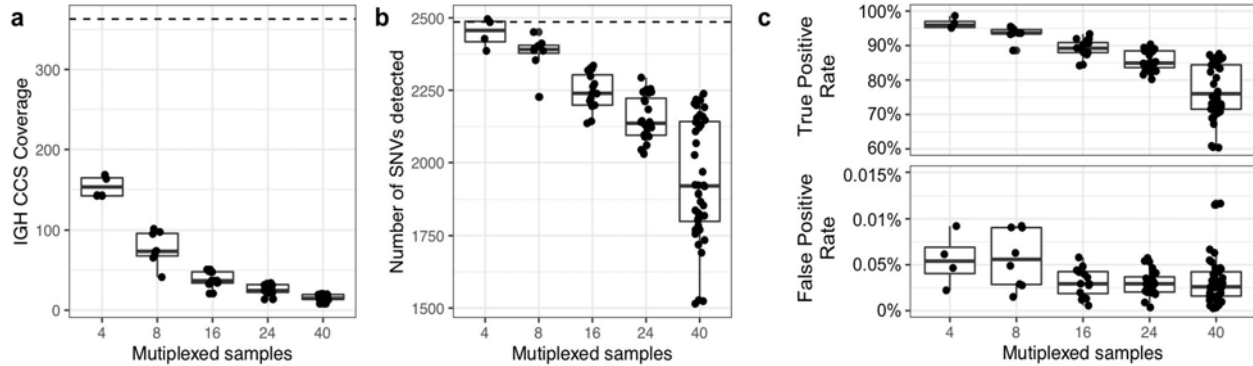 a
IGH CCS Coverage
300
200
150
100
50
0
4
8
16
24
40
Mutiplexed samples
b
Number of SNVs detected
2500
2250
2000
1750
1500
4
8
16
24
40
Mutiplexed samples
c
True Positive
Rate
100%
90%
80%
70%
60%
False Positive
Rate
0.015%
0.01%
0.05%
0%
4
8
16
24
40
Mutiplexed samples